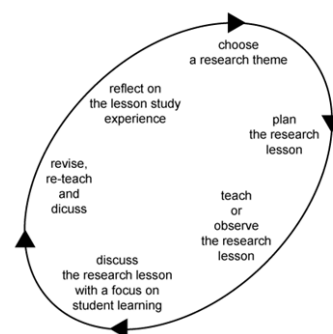 choose
a research theme
plan
the research
lesson
teach
or
observe
the research
lesson
discuss
the research lesson
with a focus on
student learning
revise,
re-teach
and
dicuss
reflect on
the lesson study
experience